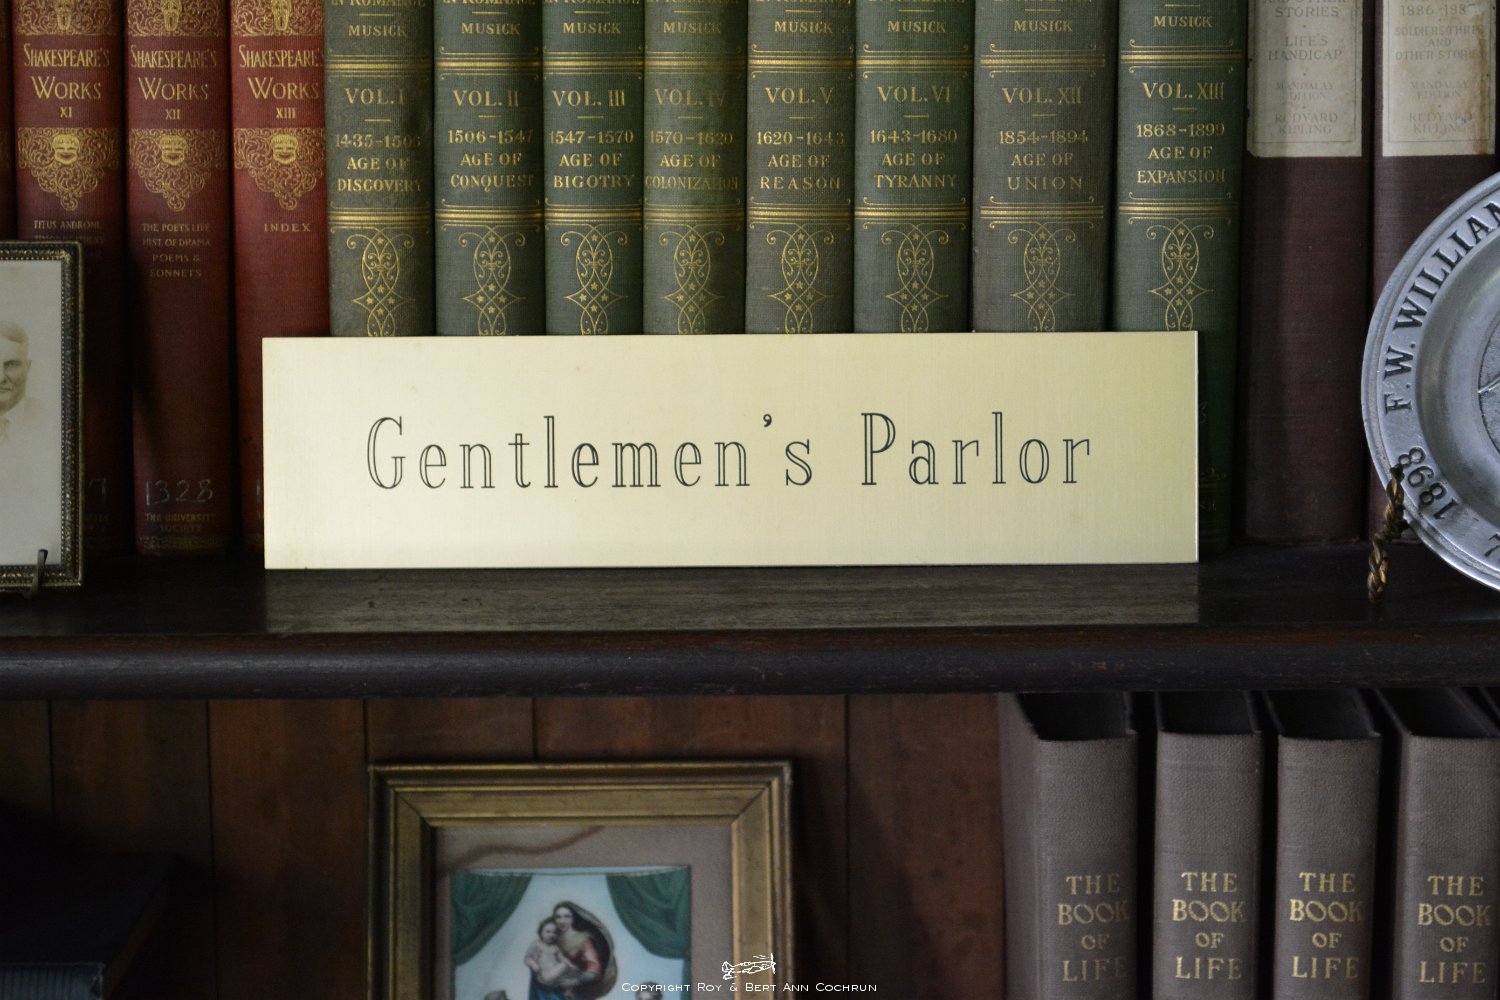 SHAKESPEARE'S
WORKS
XI
TITUS ANDRONI.
SHAKESPEARE'S
WORKS
XII
THE POET'S LIFE
HIST. OF DRAMA
POEMS &
SONNETS
1328
THE UNIVERSITY
SOCIETY
SHAKESPEARE'S
WORKS
XIII
INDEX
MUSICK
VOL. I
1435-1506
AGE OF
DISCOVERY
MUSICK
VOL. II
1506-1547
AGE OF
CONQUEST
MUSICK
VOL. III
1547-1570
AGE OF
BIGOTRY
MUSICK
VOL. IV
1570-1620
AGE OF
COLONIZATION
MUSICK
VOL. V
1620-1643
AGE OF
REASON
MUSICK
VOL. VI
1643-1680
AGE OF
TYRANNY
MUSICK
VOL. XII
1854-1894
AGE OF
UNION
MUSICK
VOL. XIII
1868-1899
AGE OF
EXPANSION
STORIES
LIFE'S
HANDICAP
MANDALAY
EDITION
RUDYARD
KIPLING
SOLDIERS THREE
AND
OTHER STORIES
MANDALAY
EDITION
RUDYARD
KIPLING
Gentlemen's Parlor
F. W. WILLIAM
1898
THE
BOOK
OF
LIFE
THE
BOOK
OF
LIFE
THE
BOOK
OF
LIFE
THE
BOOK
OF
LIFE
COPYRIGHT ROY & BERT ANN COCHRUN